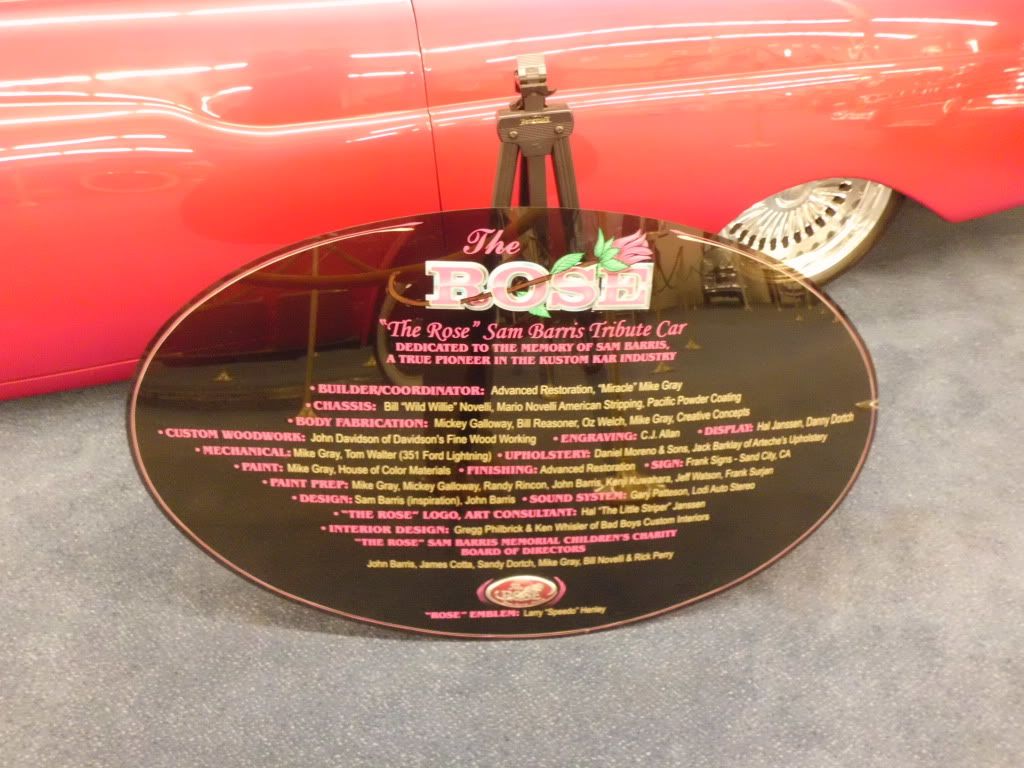 The
ROSE
"The Rose" Sam Barris Tribute Car
DEDICATED TO THE MEMORY OF SAM BARRIS,
A TRUE PIONEER IN THE KUSTOM KAR INDUSTRY
• BUILDER/COORDINATOR: Advanced Restoration, "Miracle" Mike Gray
• CHASSIS: Bill "Wild Willie" Novelli, Mario Novelli American Stripping, Pacific Powder Coating
• BODY FABRICATION: Mickey Galloway, Bill Reasoner, Oz Welch, Mike Gray, Creative Concepts
• CUSTOM WOODWORK: John Davidson of Davidson's Fine Wood Working • ENGRAVING: C.J. Allan • DISPLAY: Hal Janssen, Danny Dortch
• MECHANICAL: Mike Gray, Tom Walter (351 Ford Lightning) • UPHOLSTERY: Daniel Moreno & Sons, Jack Barklay of Arteche's Upholstery
• PAINT: Mike Gray, House of Color Materials • FINISHING: Advanced Restoration • SIGN: Frank Signs - Sand City, CA
• PAINT PREP: Mike Gray, Mickey Galloway, Randy Rincon, John Barris, Kenji Kuwahara, Jeff Watson, Frank Surjan
• DESIGN: Sam Barris (inspiration), John Barris • SOUND SYSTEM: Gary Patteson, Lodi Auto Stereo
• "THE ROSE" LOGO, ART CONSULTANT: Hal "The Little Striper" Janssen
• INTERIOR DESIGN: Gregg Philbrick & Ken Whisler of Bad Boys Custom Interiors
"THE ROSE" SAM BARRIS MEMORIAL CHILDREN'S CHARITY
BOARD OF DIRECTORS
John Barris, James Cotta, Sandy Dortch, Mike Gray, Bill Novelli & Rick Perry
ROSE
"ROSE" EMBLEM: Larry "Speedo" Henley